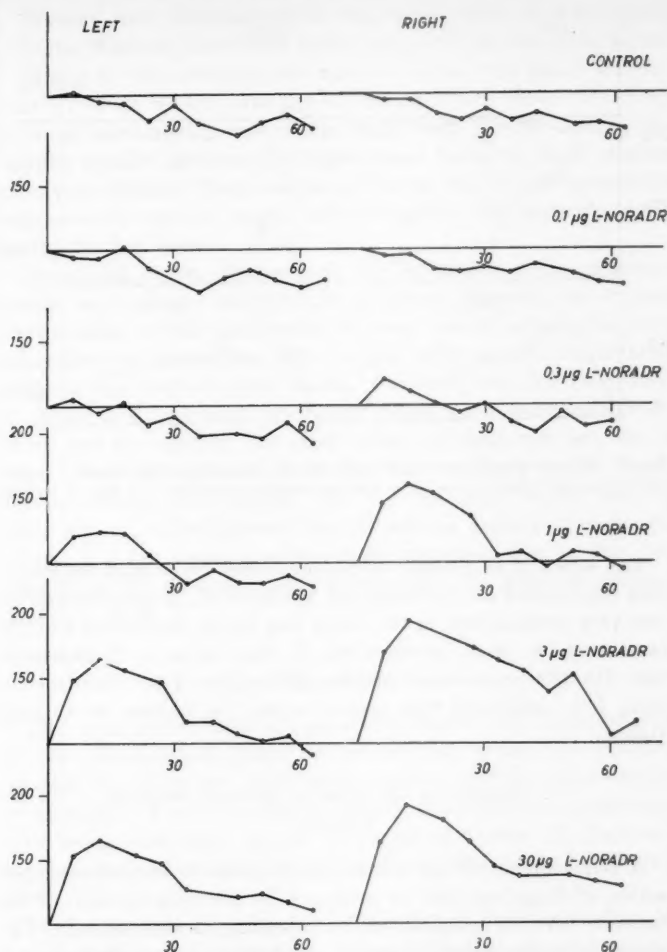 LEFT RIGHT
CONTROL
30 60 30 60
150
0,1 µg L-NORADR
30 60 30 60
150
0,3 µg L-NORADR
30 60 30 60
200
150
1 µg L-NORADR
30 60 30 60
200
150
3 µg L-NORADR
30 60 30 60
200
150
30 µg L-NORADR
30 60 30 60